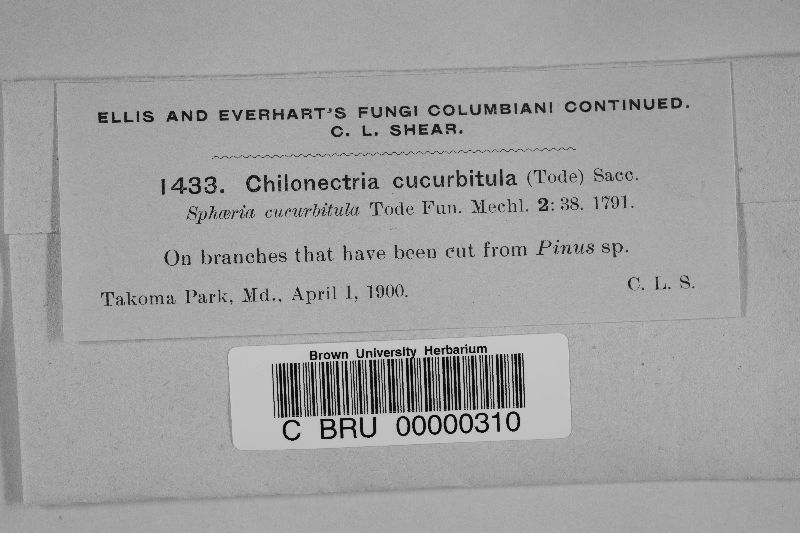 ELLIS AND EVERHART'S FUNGI COLUMBIANI CONTINUED.
C. L. SHEAR.
1433. Chilonectria cucurbitula (Tode) Sacc.
Sphæria cucurbitula Tode Fun. Mechl. 2: 38. 1791.
On branches that have been cut from Pinus sp.
Takoma Park, Md., April 1, 1900. C. L. S.
Brown University Herbarium
C BRU 00000310